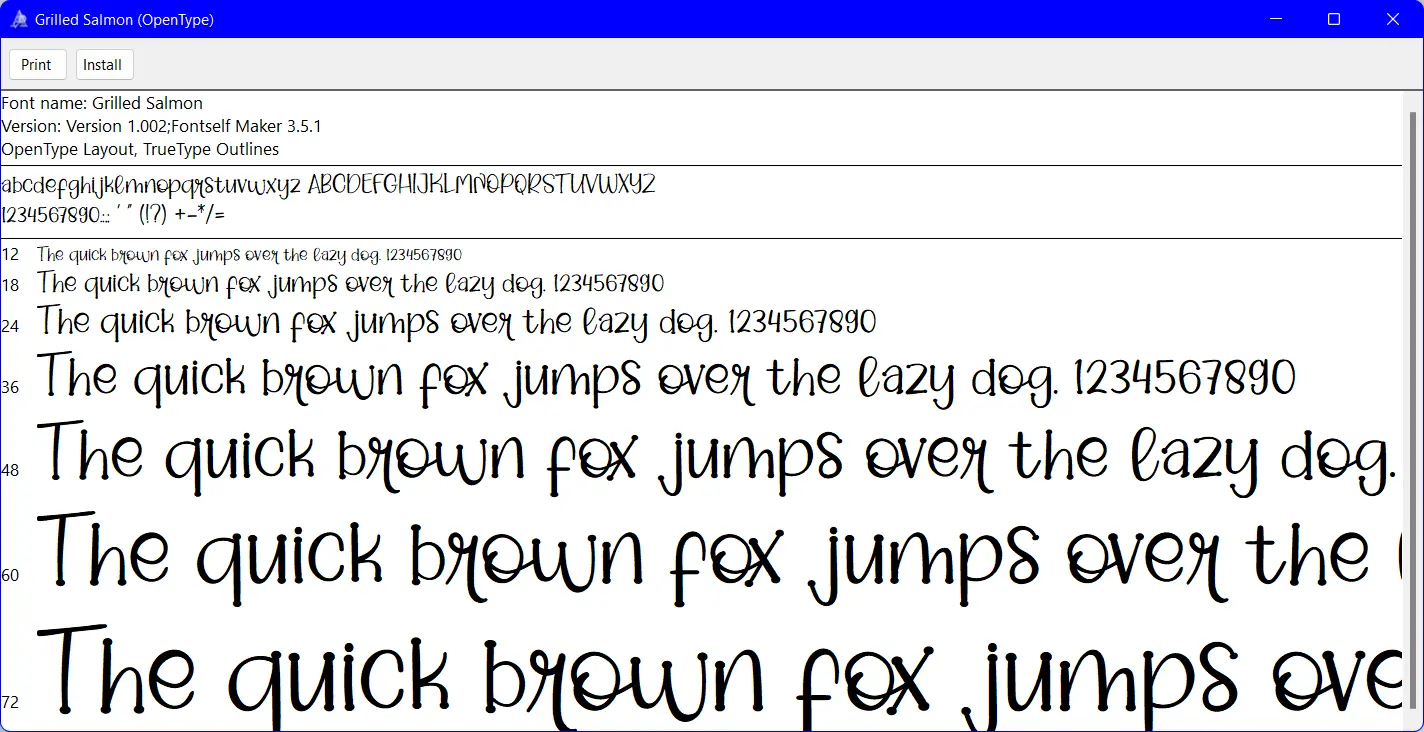 Grilled Salmon (OpenType)
Print Install
Font name: Grilled Salmon
Version: Version 1.002;Fontself Maker 3.5.1
OpenType Layout, TrueType Outlines
abcdefghijklmnopqrstuvwxyz ABCDEFGHIJKLMNOPQRSTUVWXYZ
1234567890.:; ' " (!?) +-*/=
12 The quick brown fox jumps over the lazy dog. 1234567890
18 The quick brown fox jumps over the lazy dog. 1234567890
24 The quick brown fox jumps over the lazy dog. 1234567890
36 The quick brown fox jumps over the lazy dog. 1234567890
48 The quick brown fox jumps over the lazy dog.
60 The quick brown fox jumps over the
72 The quick brown fox jumps ove